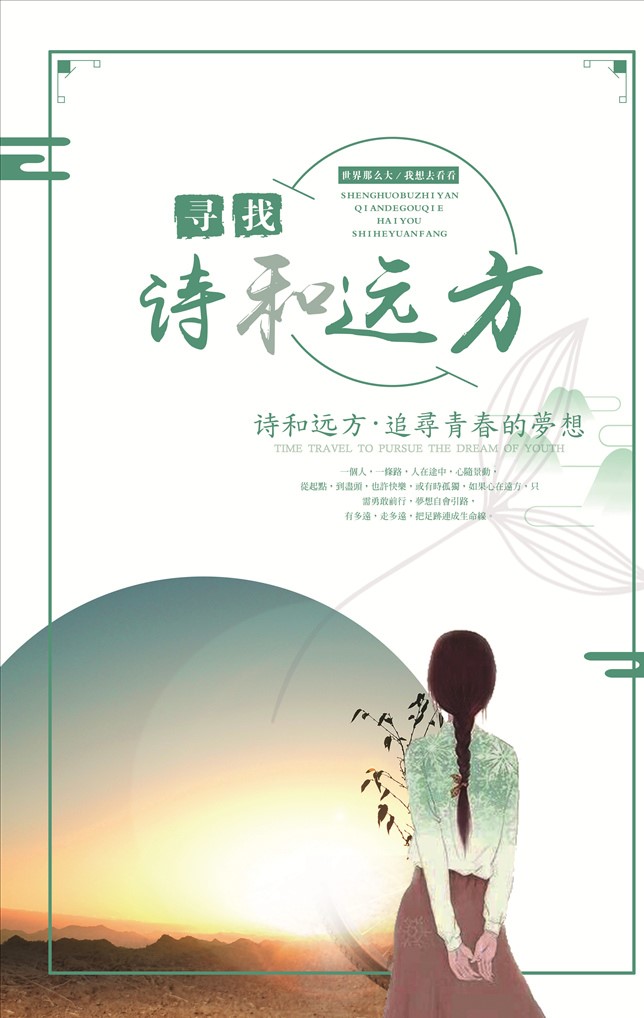 世界那么大/我想去看看
SHENGHUOBUZHIYAN
QIANDEGOUQIE
HAIYOU
SHIHEYUANFANG
寻找
诗和远方
诗和远方·追尋青春的夢想
TIME TRAVEL TO PURSUE THE DREAM OF YOUTH
一個人，一條路，人在途中，心隨景動，
從起點，到盡頭，也許快樂，或有時孤獨，如果心在遠方，只
需勇敢前行，夢想自會引路，
有多遠，走多遠，把足跡連成生命線。